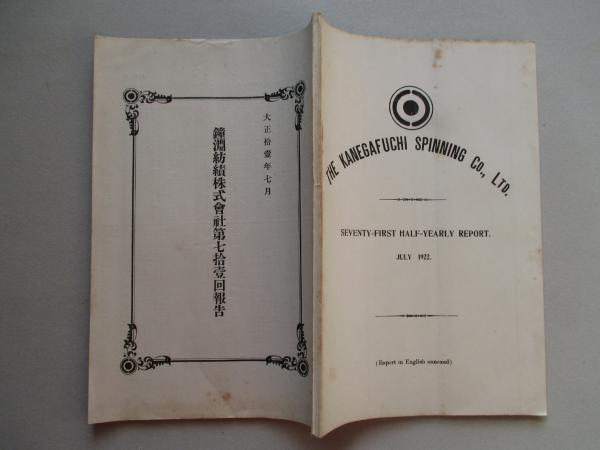 大正拾壹年七月
鐘淵紡績株式會社第七拾壹回報告
THE KANEGAFUCHI SPINNING CO., LTD.
SEVENTY-FIRST HALF-YEARLY REPORT.
JULY 1922.
(Report in English annexed)